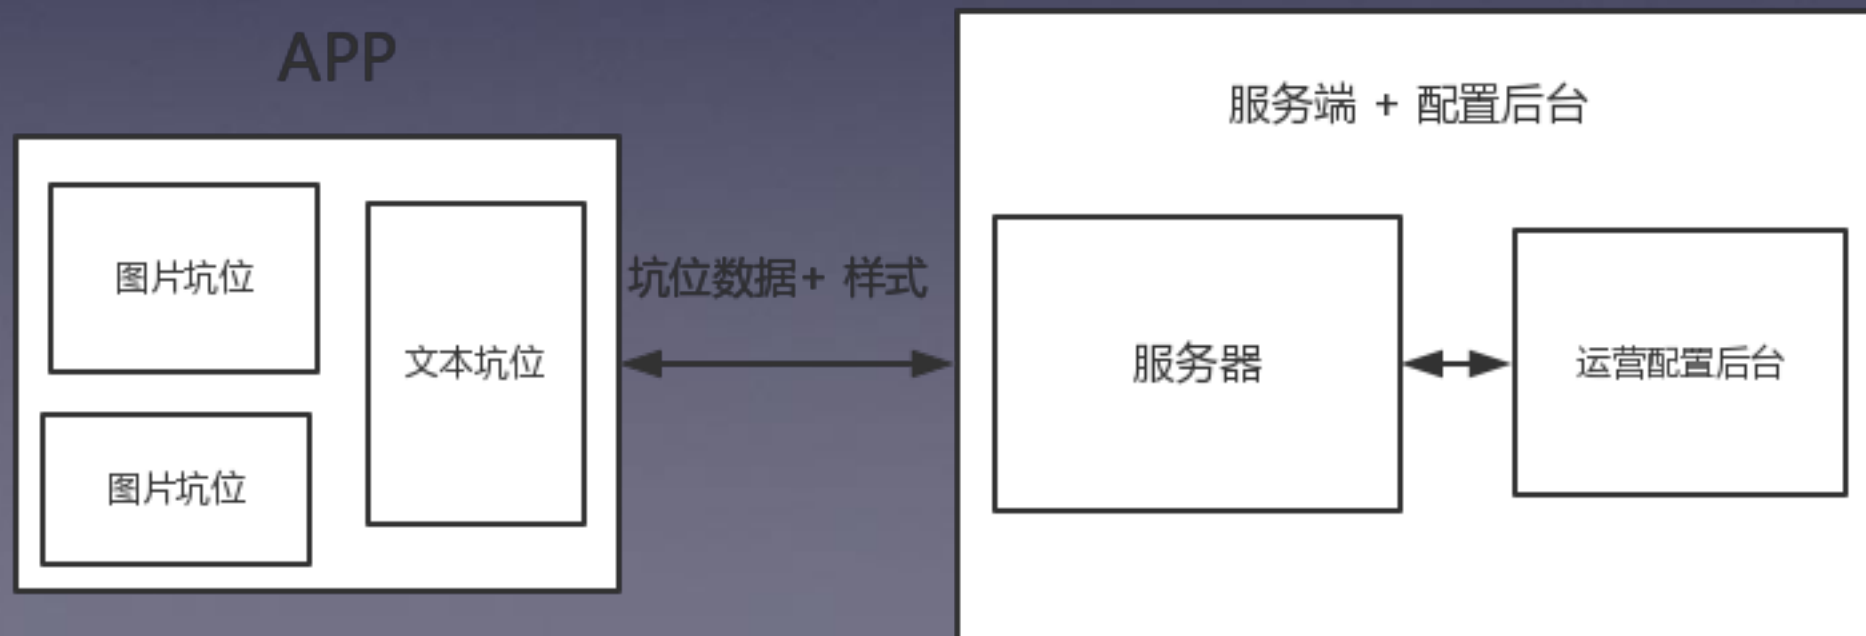 APP
图片坑位
文本坑位
图片坑位
坑位数据+ 样式
服务端 + 配置后台
服务器
运营配置后台